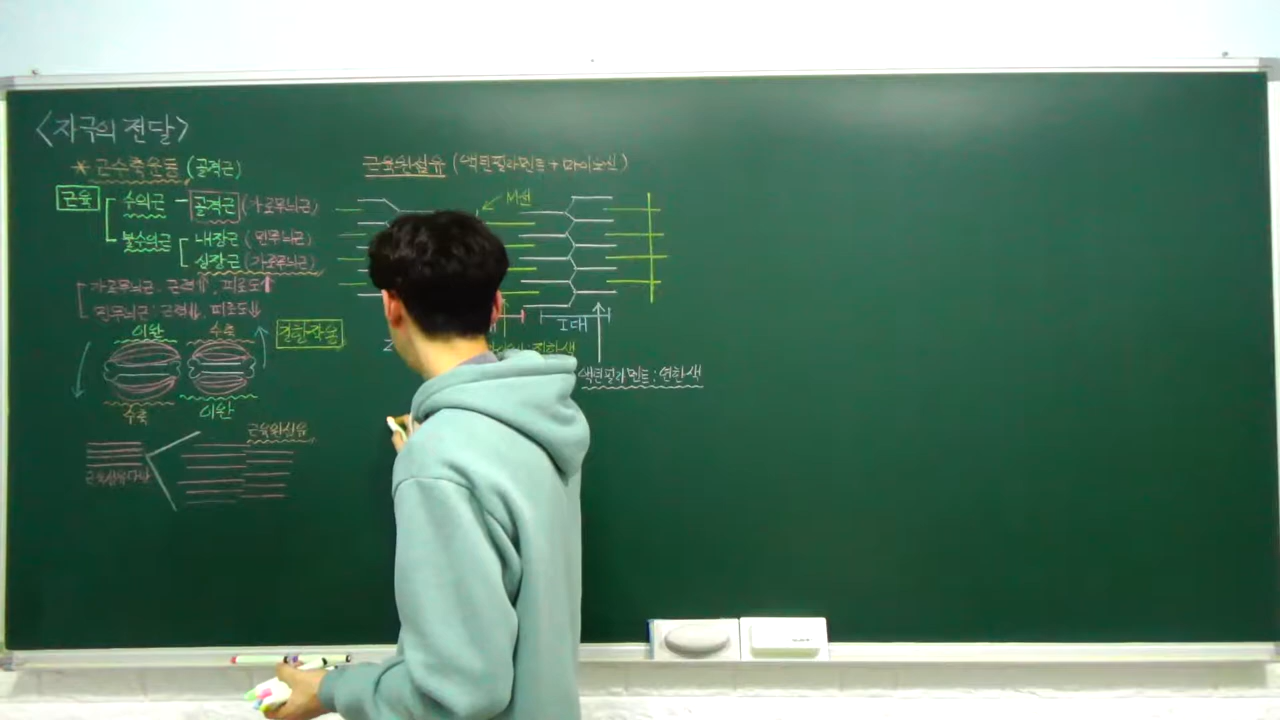 <자극의 전달>
* 근수축운동 (골격근)
근육 수의근 - 골격근 (가로무늬근)
불수의근 내장근 (민무늬근)
심장근 (가로무늬근)
가로무늬근: 근력⇑, 피로도⬆
민무늬근: 근력⇓, 피로도⇓
이완 수축
길항작용
수축 이완
근육원섬유
근육섬유다발
근육원섬유 (액틴필라멘트 + 마이오신)
M선
I대
Z
진한색
액틴필라멘트: 연한색